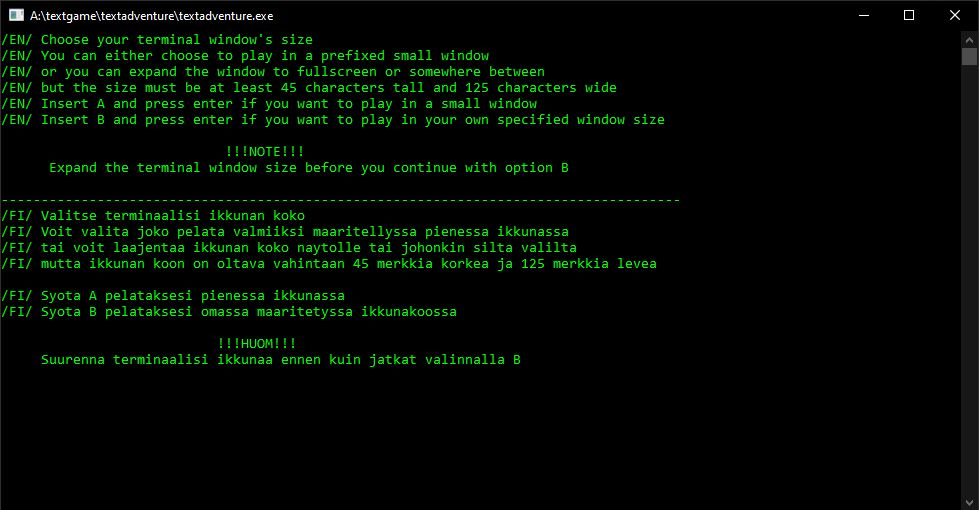 A:\textgame\textadventure\textadventure.exe
/EN/ Choose your terminal window's size
/EN/ You can either choose to play in a prefixed small window
/EN/ or you can expand the window to fullscreen or somewhere between
/EN/ but the size must be at least 45 characters tall and 125 characters wide
/EN/ Insert A and press enter if you want to play in a small window
/EN/ Insert B and press enter if you want to play in your own specified window size
!!!NOTE!!!
Expand the terminal window size before you continue with option B
-------------------------------------------------------------------------------------
/FI/ Valitse terminaalisi ikkunan koko
/FI/ Voit valita joko pelata valmiiksi maaritellyssa pienessa ikkunassa
/FI/ tai voit laajentaa ikkunan koko naytolle tai johonkin silta valilta
/FI/ mutta ikkunan koon on oltava vahintaan 45 merkkia korkea ja 125 merkkia levea
/FI/ Syota A pelataksesi pienessa ikkunassa
/FI/ Syota B pelataksesi omassa maaritetyssa ikkunakoossa
!!!HUOM!!!
Suurenna terminaalisi ikkunaa ennen kuin jatkat valinnalla B